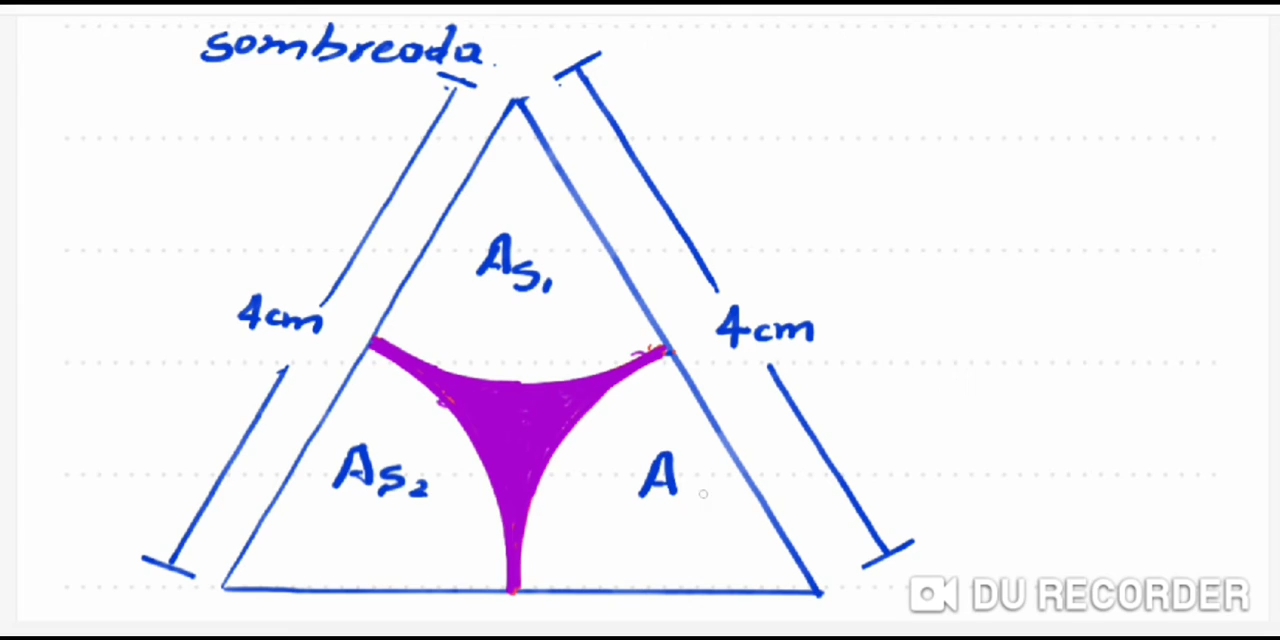 sombreada
As₁
4cm
4cm
As₂
A
DU RECORDER